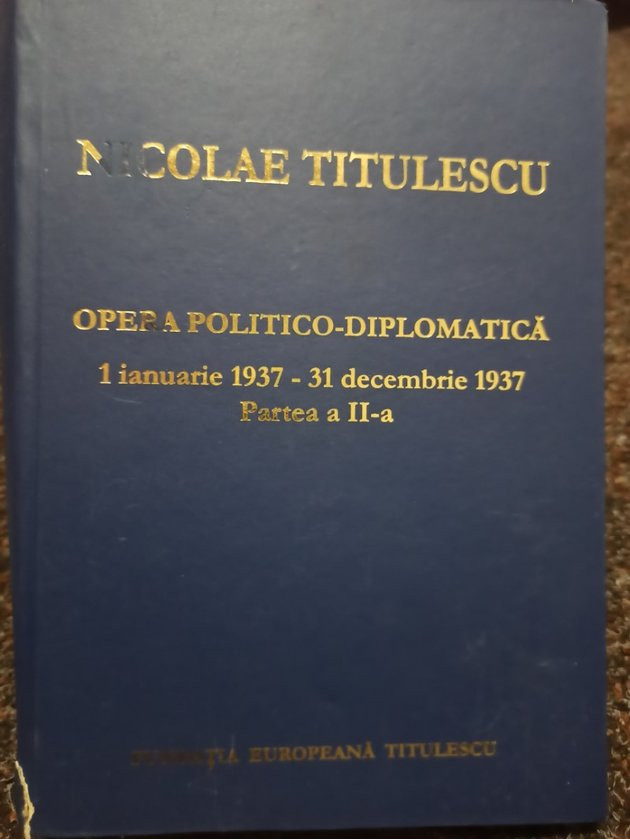 NICOLAE TITULESCU
OPERA POLITICO-DIPLOMATICĂ
1 ianuarie 1937 - 31 decembrie 1937
Partea a II-a
FUNDAŢIA EUROPEANĂ TITULESCU